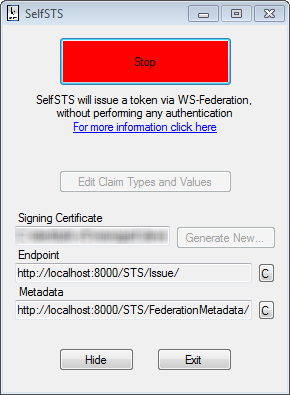 SelfSTS
Stop
SelfSTS will issue a token via WS-Federation,
without performing any authentication
For more information click here
Edit Claim Types and Values
Signing Certificate
Generate New...
Endpoint
http://localhost:8000/STS/Issue/
C
Metadata
http://localhost:8000/STS/FederationMetadata/
C
Hide
Exit